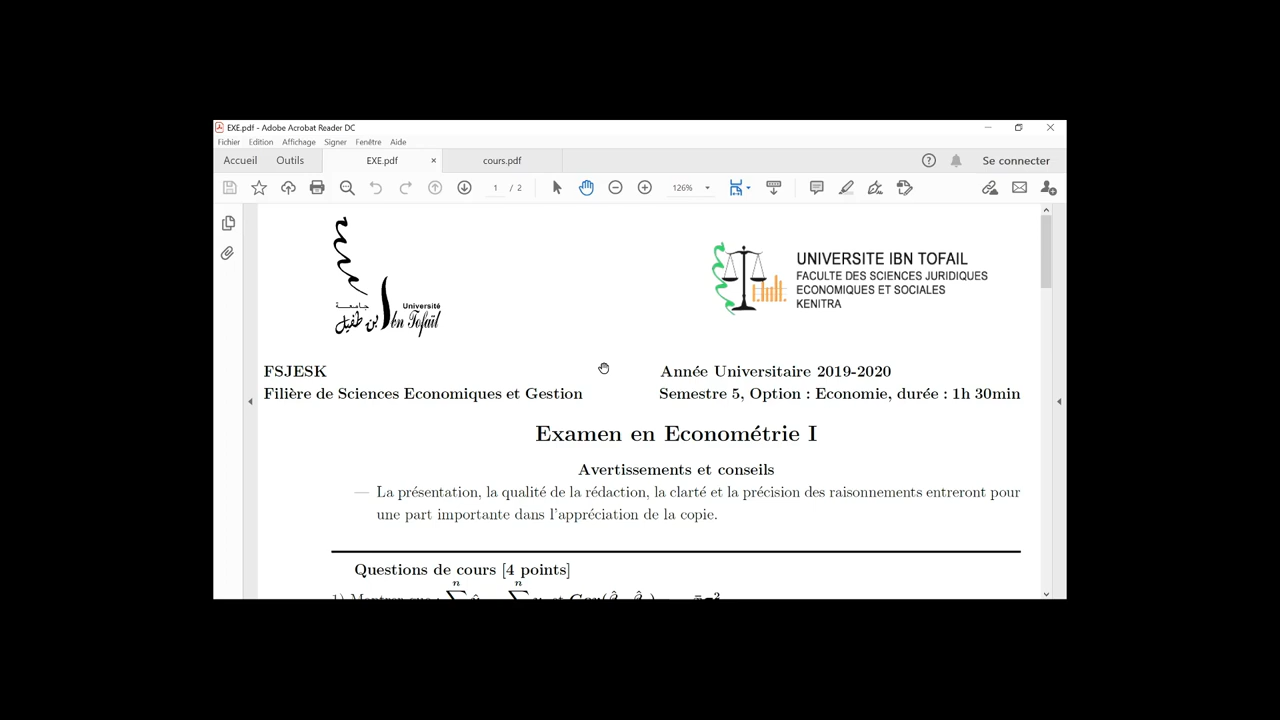 EXE.pdf - Adobe Acrobat Reader DC
Fichier Edition Affichage Signer Fenêtre Aide
Accueil Outils EXE.pdf × cours.pdf Se connecter
1 / 2 126%
جامعة
ابن طفيل
Université
Ibn Tofaïl
UNIVERSITE IBN TOFAIL
FACULTE DES SCIENCES JURIDIQUES
ECONOMIQUES ET SOCIALES
KENITRA
FSJESK Année Universitaire 2019-2020
Filière de Sciences Economiques et Gestion Semestre 5, Option : Economie, durée : 1h 30min
Examen en Econométrie I
Avertissements et conseils
— La présentation, la qualité de la rédaction, la clarté et la précision des raisonnements entreront pour
une part importante dans l'appréciation de la copie.
Questions de cours [4 points]
1) Montrer que :